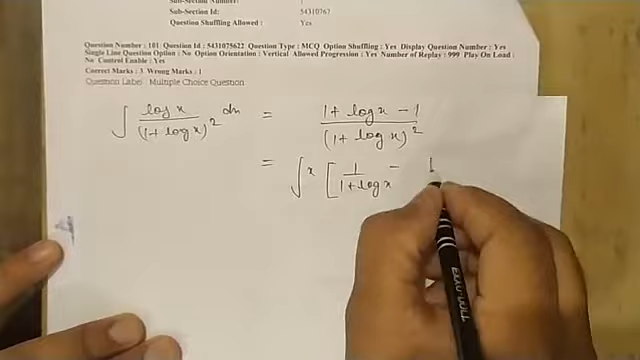 Sub-Section Number: 1
Sub-Section Id: 54310767
Question Shuffling Allowed : Yes
Question Number : 101 Question Id : 5431075622 Question Type : MCQ Option Shuffling : Yes Display Question Number : Yes
Single Line Question Option : No Option Orientation : Vertical Allowed Progression : Yes Number of Replay : 999 Play On Load :
No Control Enable : Yes
Correct Marks : 3 Wrong Marks : 1
Question Label : Multiple Choice Question
∫ log x / (1 + log x)² dx = 1 + log x − 1 / (1 + log x)²
= ∫ x [ 1 / 1 + log x − 1